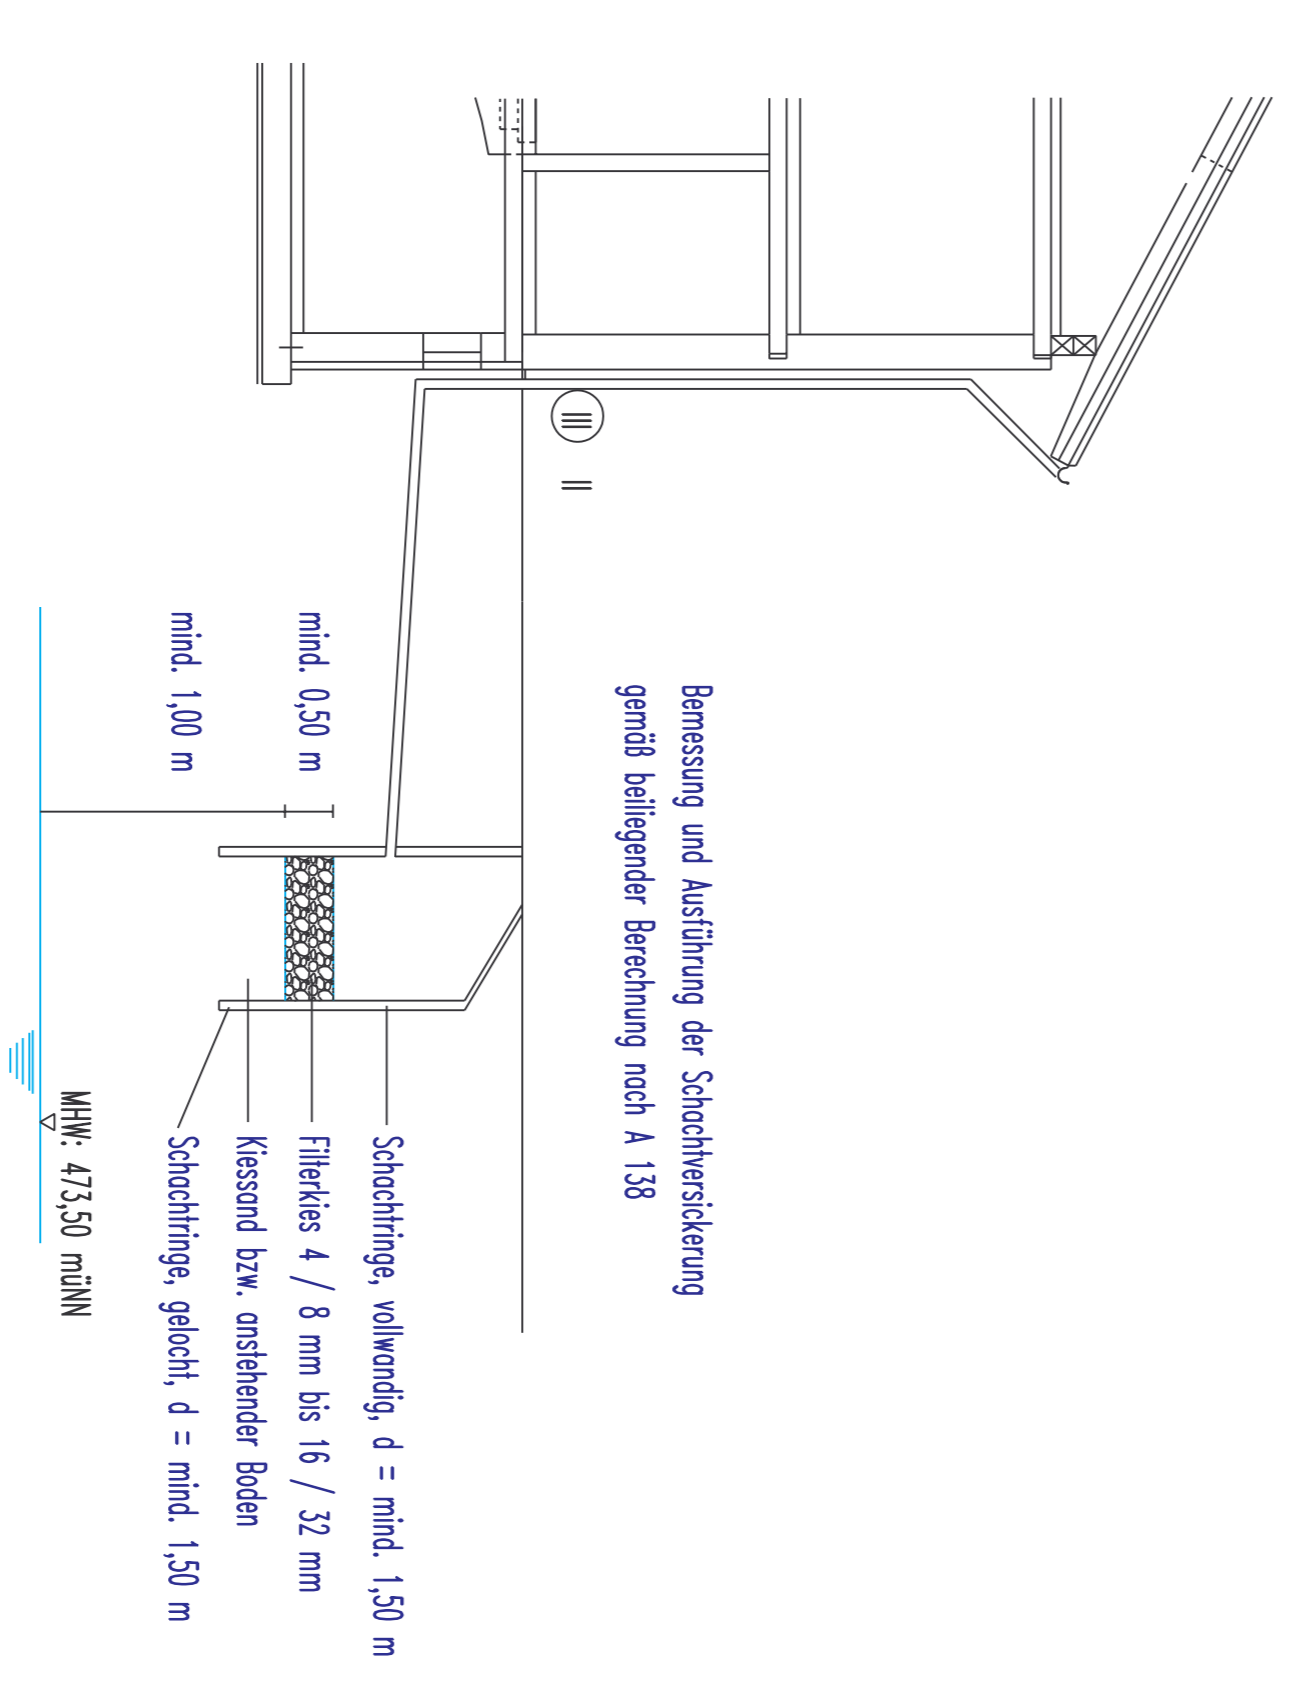 Bemessung und Ausführung der Schachtversickerung
gemäß beiliegender Berechnung nach A 138
Schachtringe, vollwandig, d = mind. 1,50 m
mind. 0,50 m
Filterkies 4 / 8 mm bis 16 / 32 mm
Kiessand bzw. anstehender Boden
mind. 1,00 m
Schachtringe, gelocht, d = mind. 1,50 m
MHW: 473,50 müNN